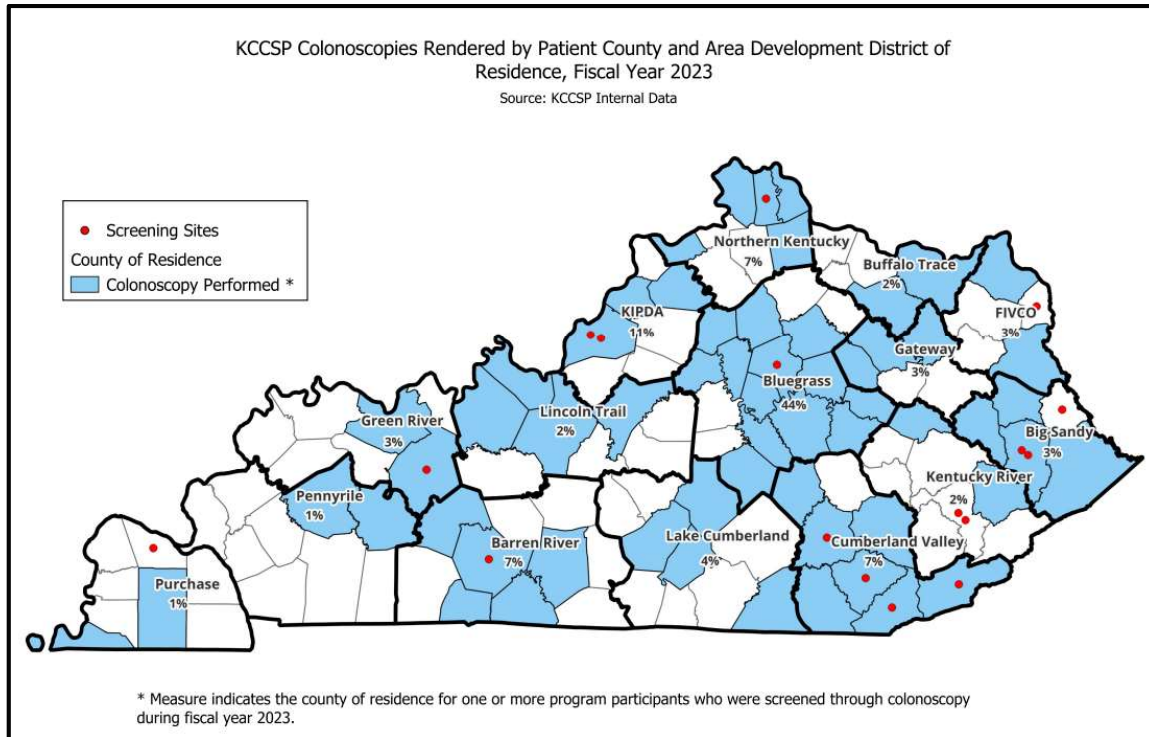 KCCSP Colonoscopies Rendered by Patient County and Area Development District of
Residence, Fiscal Year 2023
Source: KCCSP Internal Data
Screening Sites
County of Residence
Colonoscopy Performed *
Northern Kentucky
7%
Buffalo Trace
2%
FIVCO
3%
KIPDA
11%
Gateway
3%
Bluegrass
44%
Lincoln Trail
2%
Green River
3%
Big Sandy
3%
Kentucky River
2%
Pennyrile
1%
Barren River
7%
Lake Cumberland
4%
Cumberland Valley
7%
Purchase
1%
* Measure indicates the county of residence for one or more program participants who were screened through colonoscopy
during fiscal year 2023.